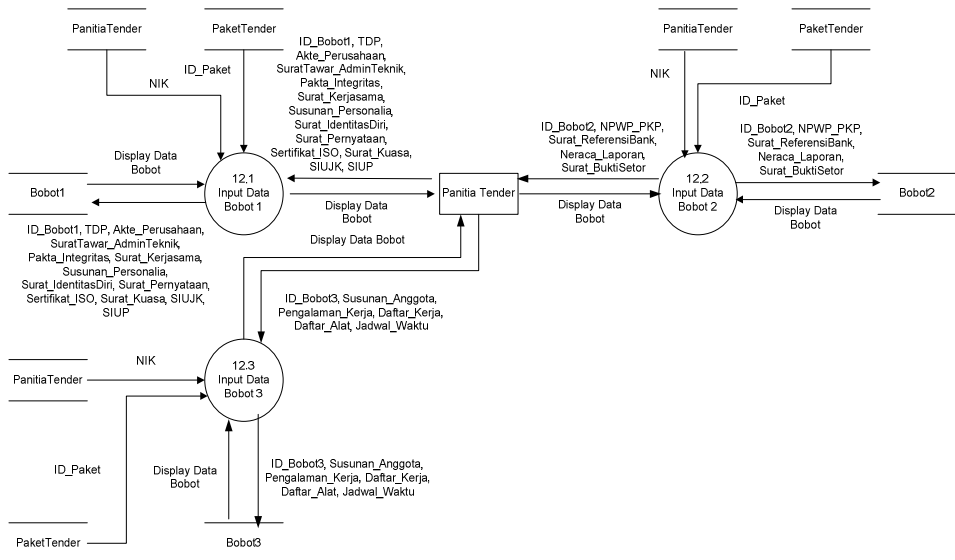 PanitiaTender
PaketTender
NIK
ID_Paket
ID_Bobot1, TDP,
Akte_Perusahaan,
SuratTawar_AdminTeknik,
Pakta_Integritas,
Surat_Kerjasama,
Susunan_Personalia,
Surat_IdentitasDiri,
Surat_Pernyataan,
Sertifikat_ISO, Surat_Kuasa,
SIUJK, SIUP
PanitiaTender
PaketTender
NIK
ID_Paket
ID_Bobot2, NPWP_PKP,
Surat_ReferensiBank,
Neraca_Laporan,
Surat_BuktiSetor
ID_Bobot2, NPWP_PKP,
Surat_ReferensiBank,
Neraca_Laporan,
Surat_BuktiSetor
Display Data
Bobot
Bobot1
12,1
Input Data
Bobot 1
Display Data
Bobot
Panitia Tender
Display Data
Bobot
12,2
Input Data
Bobot 2
Bobot2
Display Data
Bobot
ID_Bobot1, TDP, Akte_Perusahaan,
SuratTawar_AdminTeknik,
Pakta_Integritas, Surat_Kerjasama,
Susunan_Personalia,
Surat_IdentitasDiri, Surat_Pernyataan,
Sertifikat_ISO, Surat_Kuasa, SIUJK,
SIUP
Display Data Bobot
ID_Bobot3, Susunan_Anggota,
Pengalaman_Kerja, Daftar_Kerja,
Daftar_Alat, Jadwal_Waktu
NIK
PanitiaTender
12.3
Input Data
Bobot 3
ID_Paket
Display Data
Bobot
ID_Bobot3, Susunan_Anggota,
Pengalaman_Kerja, Daftar_Kerja,
Daftar_Alat, Jadwal_Waktu
PaketTender
Bobot3